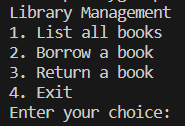 Library Management
1. List all books
2. Borrow a book
3. Return a book
4. Exit
Enter your choice: